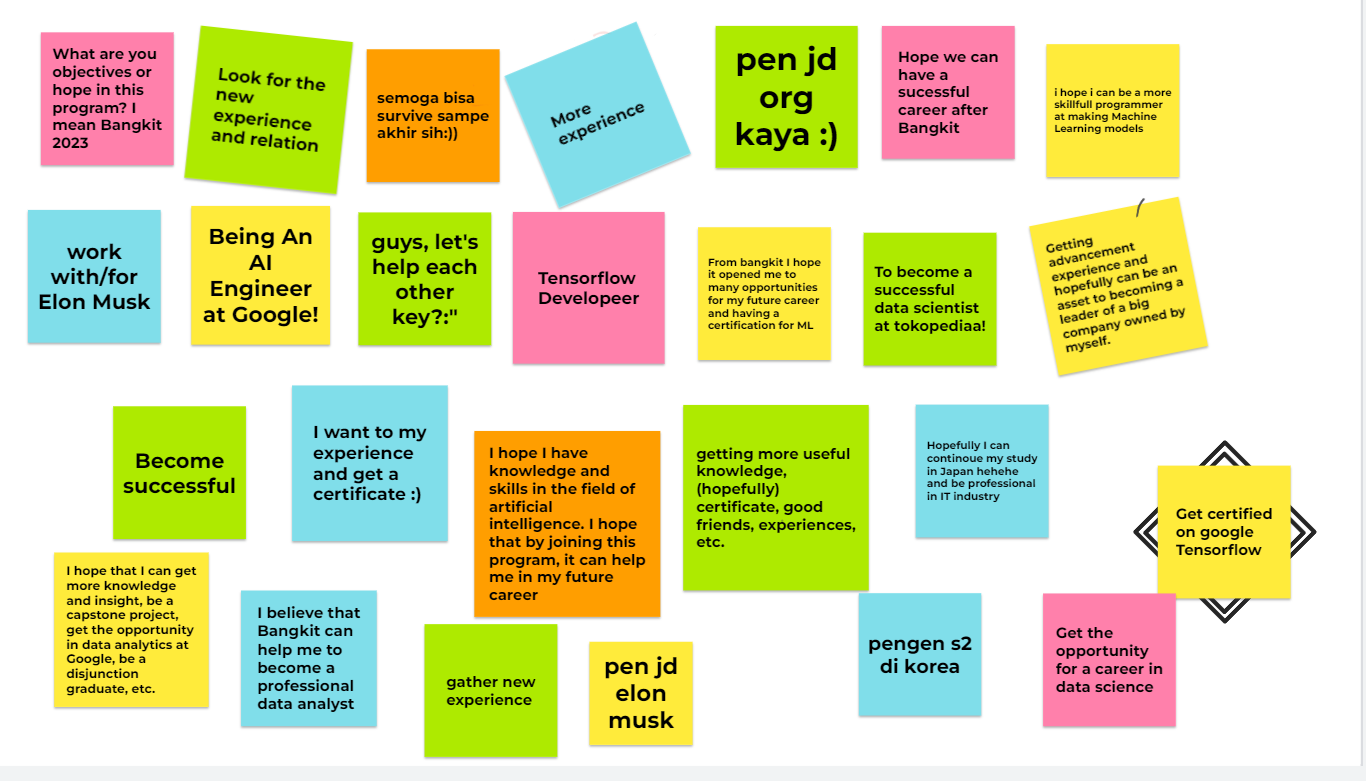 What are you
objectives or
hope in this
program? I
mean Bangkit
2023
Look for the
new
experience
and relation
semoga bisa
survive sampe
akhir sih:))
More
experience
pen jd
org
kaya :)
Hope we can
have a
sucessful
career after
Bangkit
i hope i can be a more
skillfull programmer
at making Machine
Learning models
work
with/for
Elon Musk
Being An
AI
Engineer
at Google!
guys, let's
help each
other
key?:"
Tensorflow
Developeer
From bangkit I hope
it opened me to
many opportunities
for my future career
and having a
certification for ML
To become a
successful
data scientist
at tokopediaa!
Getting
advancement
experience and
hopefully can be an
asset to becoming a
leader of a big
company owned by
myself.
Become
successful
I want to my
experience
and get a
certificate :)
I hope I have
knowledge and
skills in the field of
artificial
intelligence. I hope
that by joining this
program, it can help
me in my future
career
getting more useful
knowledge,
(hopefully)
certificate, good
friends, experiences,
etc.
Hopefully I can
continoue my study
in Japan hehehe
and be professional
in IT industry
Get certified
on google
Tensorflow
I hope that I can get
more knowledge
and insight, be a
capstone project,
get the opportunity
in data analytics at
Google, be a
disjunction
graduate, etc.
I believe that
Bangkit can
help me to
become a
professional
data analyst
gather new
experience
pen jd
elon
musk
pengen s2
di korea
Get the
opportunity
for a career in
data science